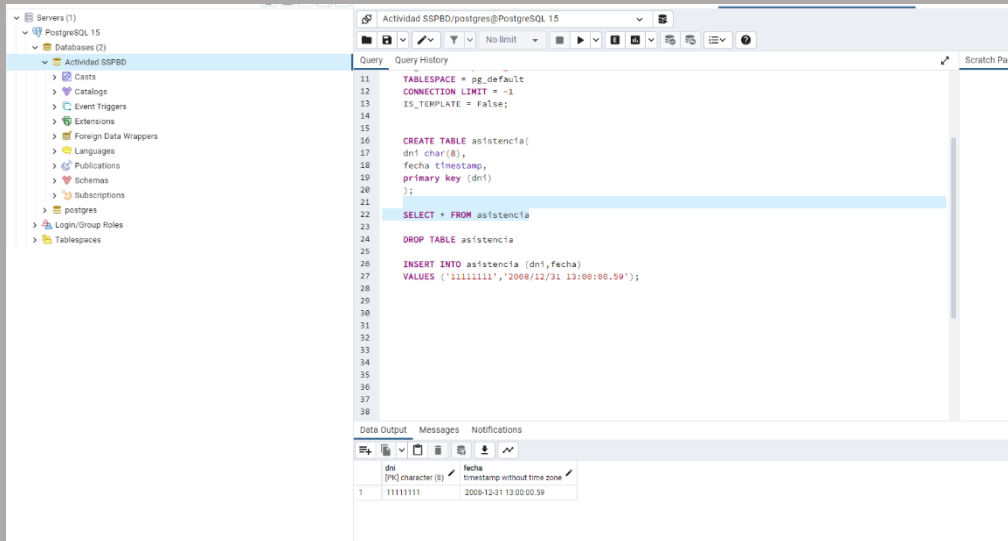 Servers (1)
PostgreSQL 15
Databases (2)
Actividad SSPBD
Casts
Catalogs
Event Triggers
Extensions
Foreign Data Wrappers
Languages
Publications
Schemas
Subscriptions
postgres
Login/Group Roles
Tablespaces
Actividad SSPBD/postgres@PostgreSQL 15
No limit
Query Query History
Scratch Pa
11 TABLESPACE = pg_default
12 CONNECTION LIMIT = -1
13 IS_TEMPLATE = False;
14
15
16 CREATE TABLE asistencia(
17 dni char(8),
18 fecha timestamp,
19 primary key (dni)
20 );
21
22 SELECT * FROM asistencia
23
24 DROP TABLE asistencia
25
26 INSERT INTO asistencia (dni,fecha)
27 VALUES ('11111111','2008/12/31 13:00:00.59');
28
29
30
31
32
33
34
35
36
37
38
Data Output Messages Notifications
dni
[PK] character (8)
fecha
timestamp without time zone
1 11111111 2008-12-31 13:00:00.59